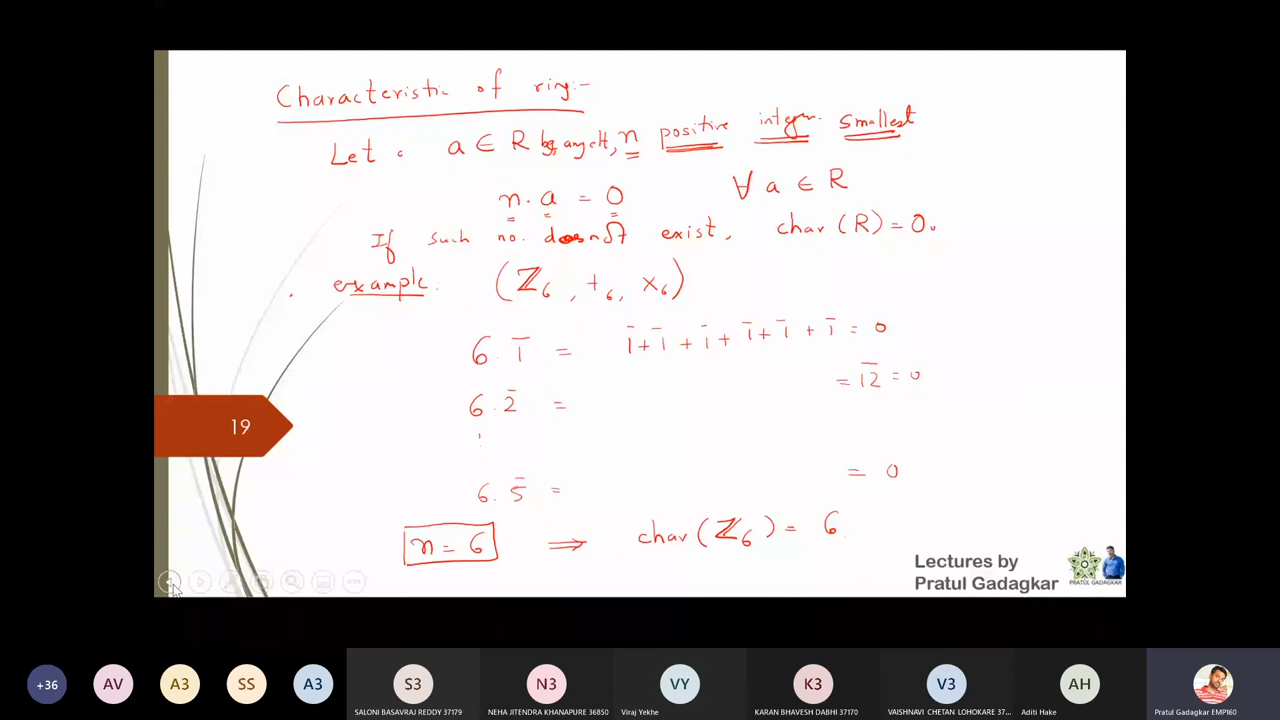 Characteristic of ring:-
Let a ∈ R be any elt, n positive integer smallest
n. a = 0 ∀ a ∈ R
If such no. doesn't exist, char (R) = 0.
example. (ℤ6, +6, ×6)
6. 1̄ = 1̄ + 1̄ + 1̄ + 1̄ + 1̄ + 1̄ = 0
6. 2̄ = = 1̄2̄ = 0
6. 5̄ = = 0
n = 6 ⟹ char (ℤ6) = 6.
19
Lectures by
Pratul Gadagkar
PRATUL GADAGKAR
+36 AV A3 SS A3 S3 N3 VY K3 V3 AH
SALONI BASAVRAJ REDDY 37179 NEHA JITENDRA KHANAPURE 36850 Viraj Yekhe KARAN BHAVESH DABHI 37170 VAISHNAVI CHETAN LOHOKARE 37... Aditi Hake Pratul Gadagkar EMP160